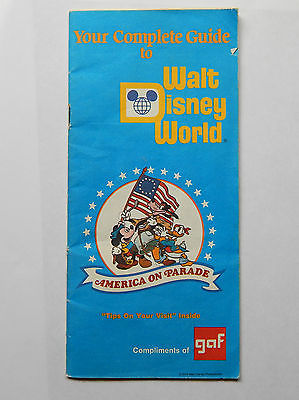 Your Complete Guide
to
Walt
Disney
World®
AMERICA ON PARADE
"Tips On Your Visit" Inside
Compliments of gaf